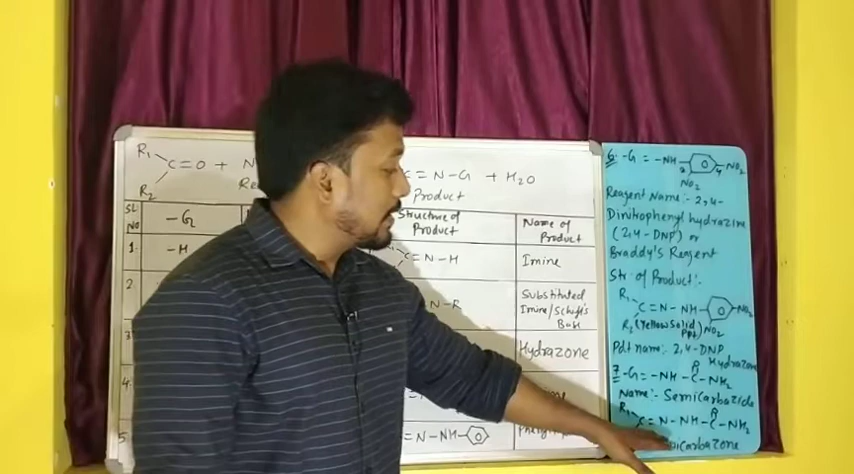 R1
C=O + N
R2
C=N-G + H2O
Product
SL No
-G
Structure of Product
Name of Product
1.
-H
C=N-H
Imine
2.
N-R
Substituted Imine/Schiff's Base
Hydrazone
4.
5
C=N-NH-
6. -G = -NH- -NO2
2 4
NO2
Reagent Name:- 2,4-
Dinitrophenyl hydrazine
(2,4-DNP) or
Braddy's Reagent
Str of Product:-
R1
C=N-NH- -NO2
R2 (Yellow Solid PPt) NO2
Pdt name:- 2,4-DNP
Hydrazone
O
7 -G = -NH-C-NH2
Name:- Semicarbazide
R1 O
C=N-NH-C-NH2
micarbazone